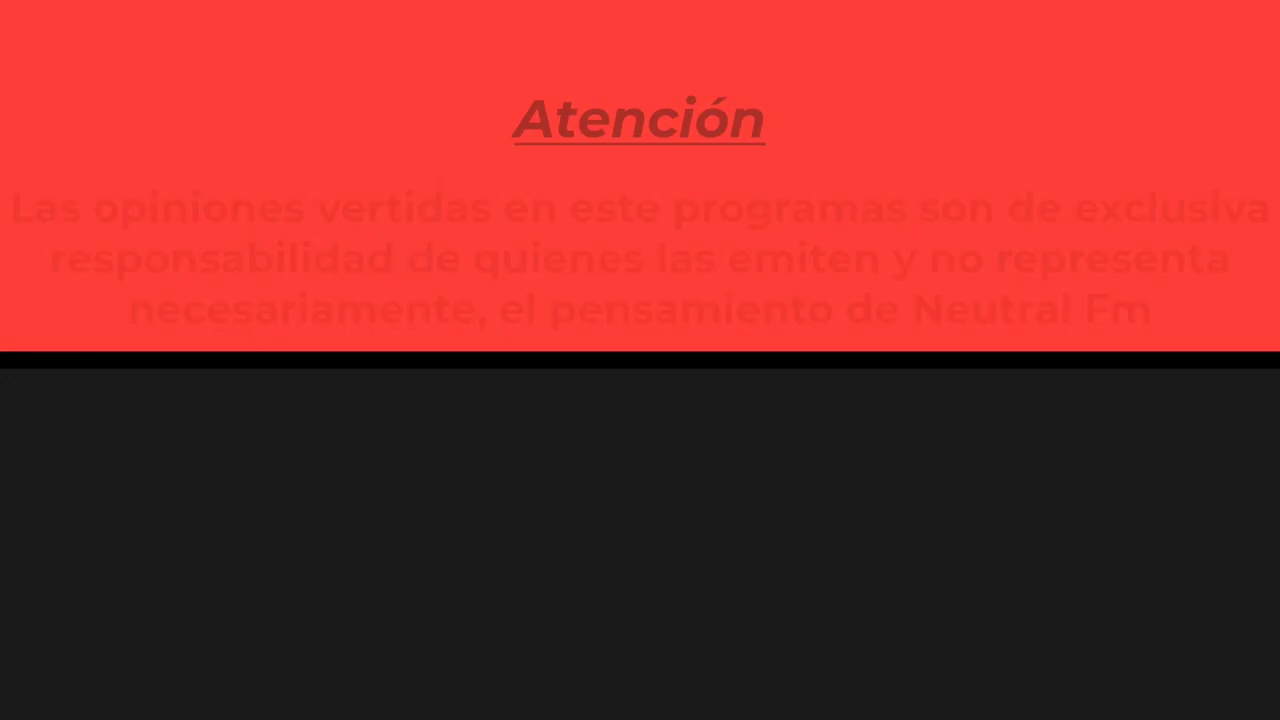 Atención
Las opiniones vertidas en este programas son de exclusiva
responsabilidad de quienes las emiten y no representa
necesariamente, el pensamiento de Neutral Fm